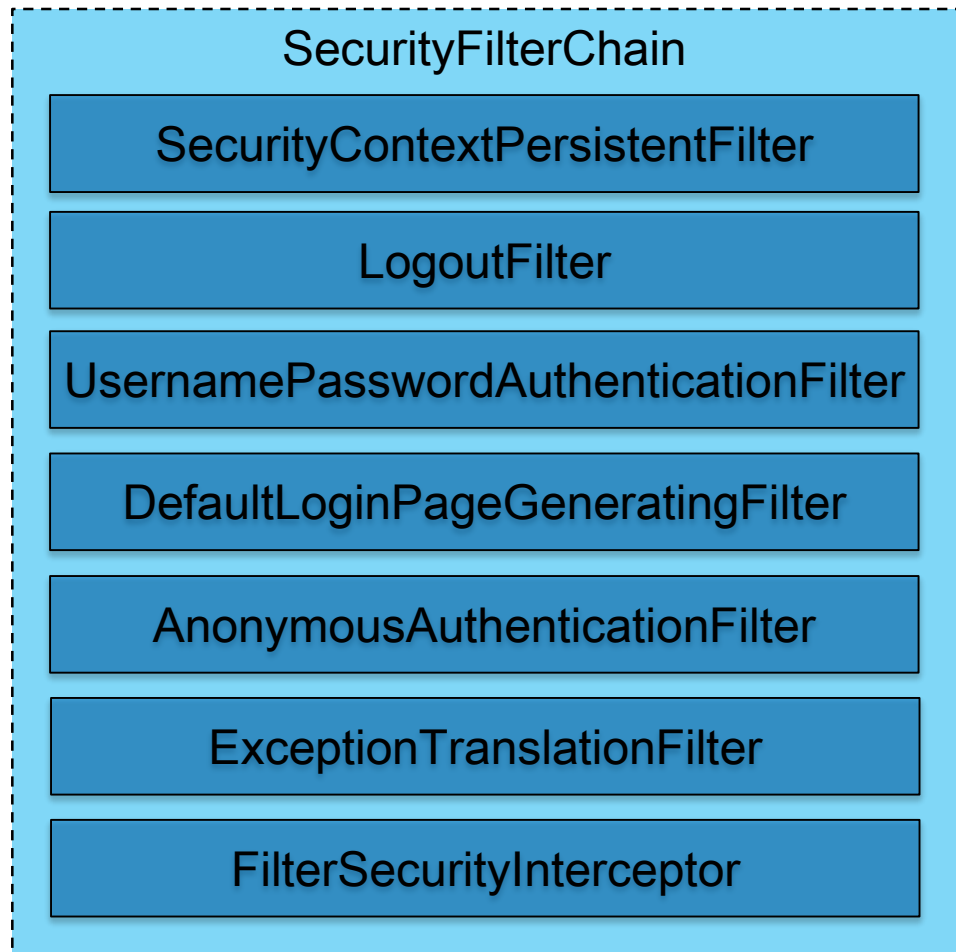 SecurityFilterChain
SecurityContextPersistentFilter
LogoutFilter
UsernamePasswordAuthenticationFilter
DefaultLoginPageGeneratingFilter
AnonymousAuthenticationFilter
ExceptionTranslationFilter
FilterSecurityInterceptor